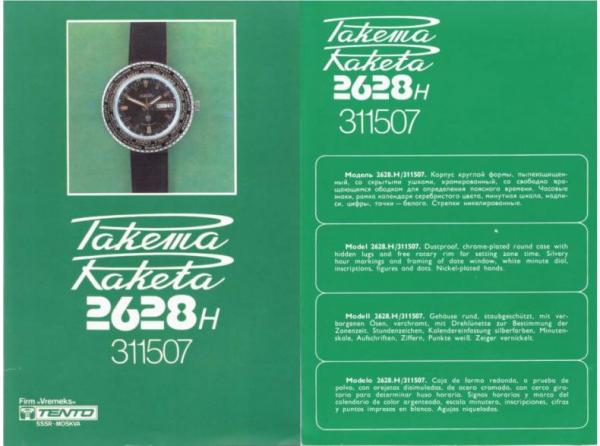 Ракета
Raketa
2628 H
311507
Firm «Vremeks»
TENTO
SSSR-MOSKVA
Ракета
Raketa
2628 H
311507
Модель 2628.Н/311507. Корпус круглой формы, пылезащищен-
ный, со скрытыми ушками, хромированный, со свободно вра-
щающимся ободком для определения поясного времени. Часовые
знаки, рамка календаря серебристого цвета, минутная шкала, надпи-
си, цифры, точки — белого. Стрелки никелированные.
Model 2628.H/311507. Dustproof, chrome-plated round case with
hidden lugs and free rotary rim for setting zone time. Silvery
hour markings and framing of date window, white minute dial,
inscriptions, figures and dots. Nickel-plated hands.
Modell 2628.H/311507. Gehäuse rund, staubgeschützt, mit ver-
borgenen Ösen, verchromt, mit Drehlünette zur Bestimmung der
Zonenzeit. Stundenzeichen, Kalendereinfassung silberfarben, Minuten-
skale, Aufschriften, Ziffern, Punkte weiß. Zeiger vernickelt.
Modelo 2628.H/311507. Caja de forma redonda, a prueba de
polvo, con orejetas disimuladas, de acero cromado, con cerco gira-
torio para determinar huso horario. Signos horarios y marco del
calendario de color argenteado, escala minutera, inscripciones, cifras
y puntos impresos en blanco. Agujas niqueladas.